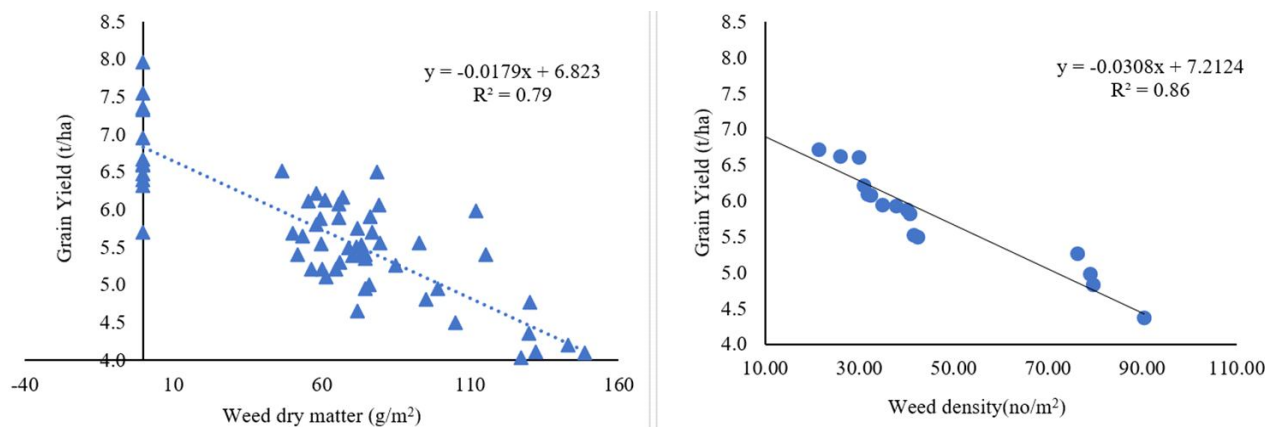 8.5
8.0
7.5
7.0
6.5
6.0
5.5
5.0
4.5
4.0
Grain Yield (t/ha)
y = -0.0179x + 6.823
R² = 0.79
-40 10 60 110 160
Weed dry matter (g/m²)
8.5
8.0
7.5
7.0
6.5
6.0
5.5
5.0
4.5
4.0
Grain Yield (t/ha)
y = -0.0308x + 7.2124
R² = 0.86
10.00 30.00 50.00 70.00 90.00 110.00
Weed density(no/m²)